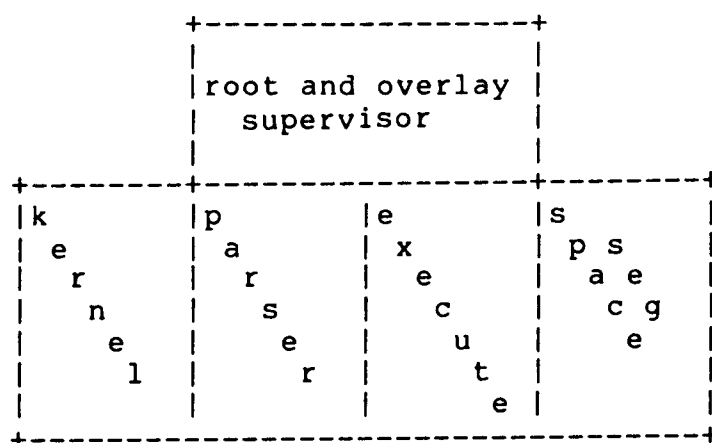 root and overlay
supervisor
kernel
parser
execute
space
seg